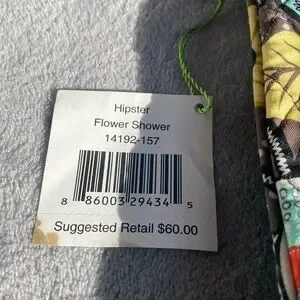 Hipster
Flower Shower
14192-157
8 86003 29434 5
Suggested Retail $60.00